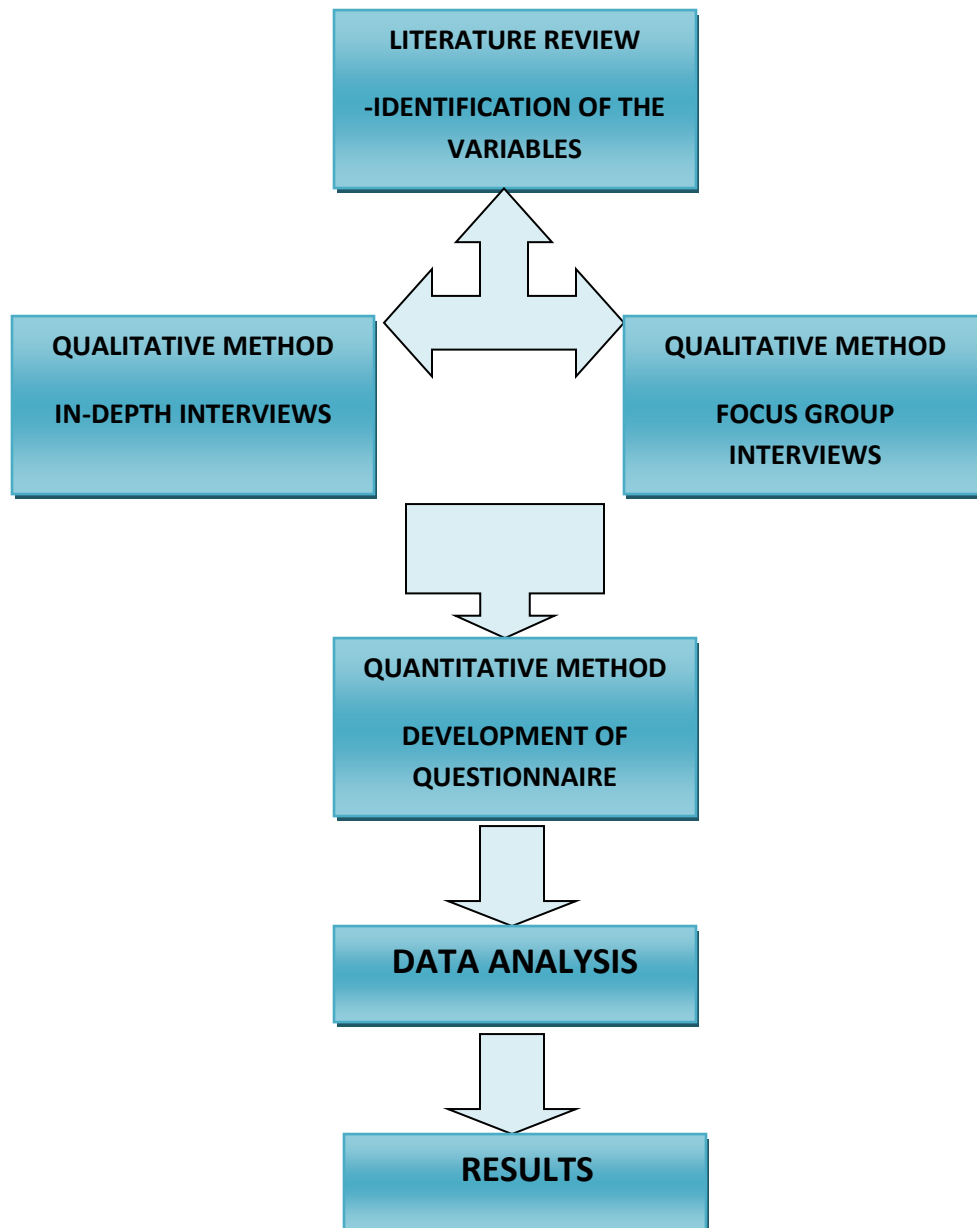 LITERATURE REVIEW
-IDENTIFICATION OF THE
VARIABLES
QUALITATIVE METHOD
IN-DEPTH INTERVIEWS
QUALITATIVE METHOD
FOCUS GROUP
INTERVIEWS
QUANTITATIVE METHOD
DEVELOPMENT OF
QUESTIONNAIRE
DATA ANALYSIS
RESULTS